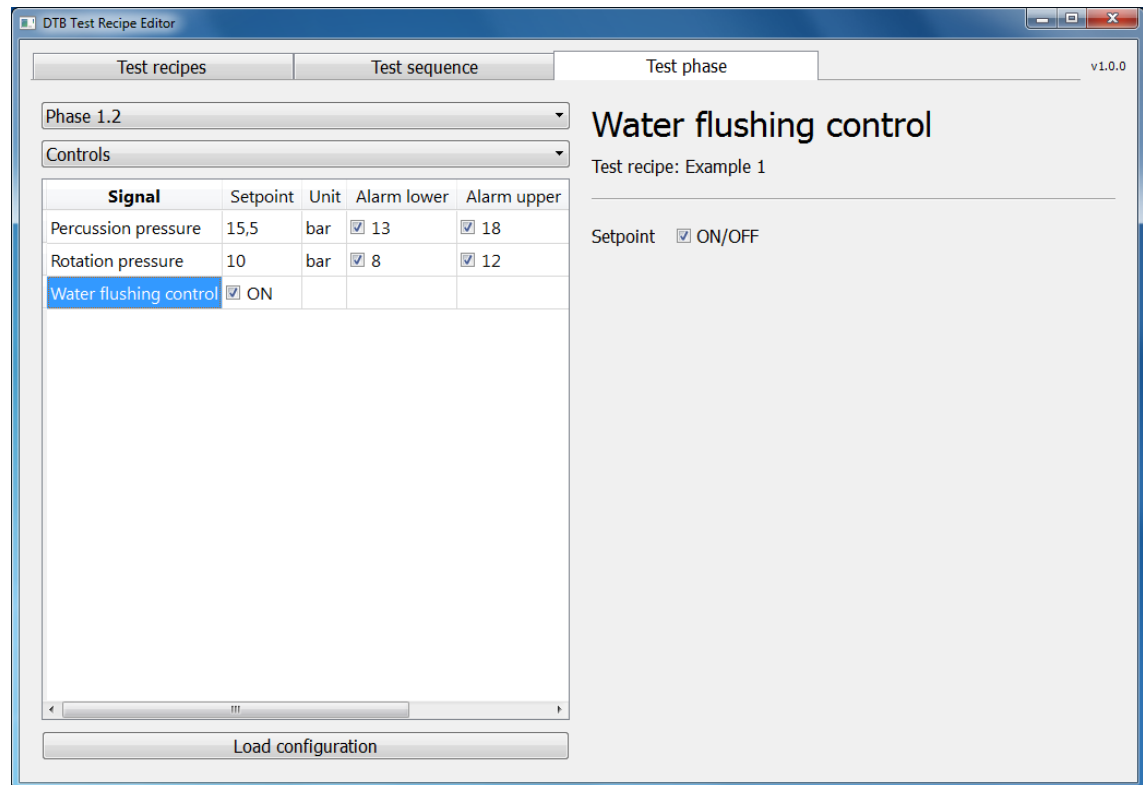 DTB Test Recipe Editor
Test recipes Test sequence Test phase v1.0.0
Phase 1.2
Controls
Signal Setpoint Unit Alarm lower Alarm upper
Percussion pressure 15,5 bar 13 18
Rotation pressure 10 bar 8 12
Water flushing control ON
Load configuration
Water flushing control
Test recipe: Example 1
Setpoint ON/OFF